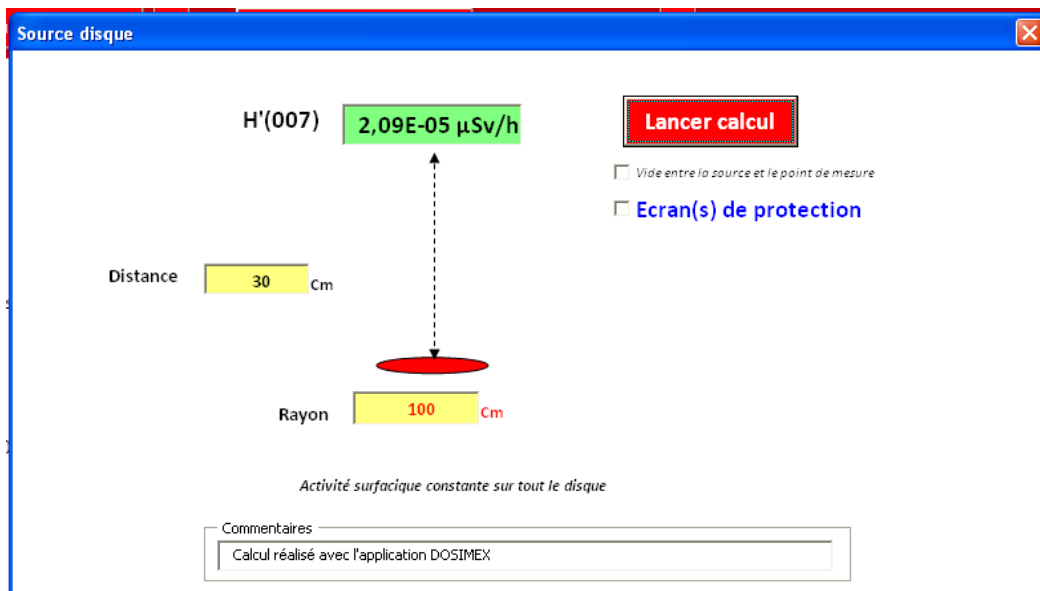 Source disque
H'(007)
2,09E-05 µSv/h
Lancer calcul
Vide entre la source et le point de mesure
Ecran(s) de protection
Distance
30
Cm
100
Cm
Rayon
Activité surfacique constante sur tout le disque
Commentaires
Calcul réalisé avec l'application DOSIMEX